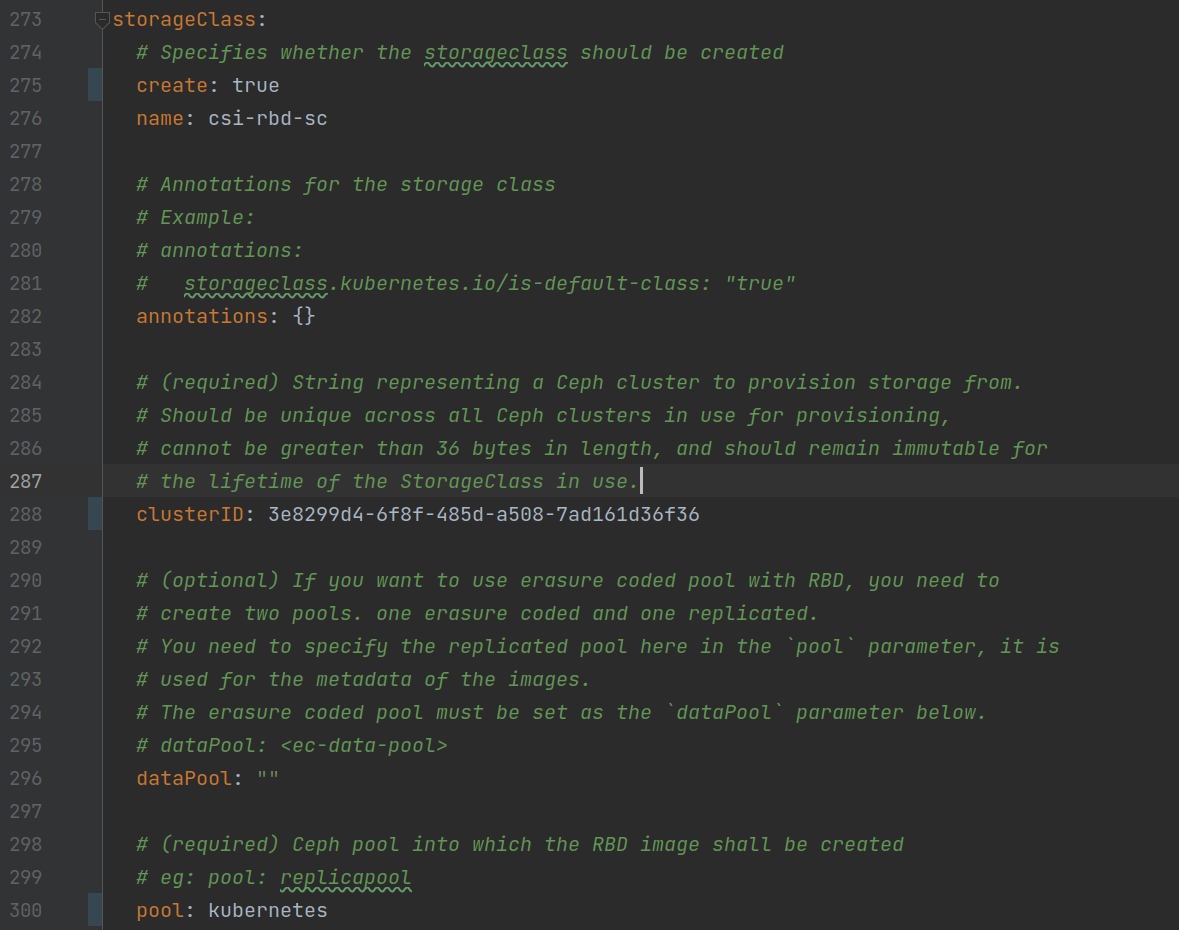 273 storageClass:
274   # Specifies whether the storageclass should be created
275   create: true
276   name: csi-rbd-sc
277
278   # Annotations for the storage class
279   # Example:
280   # annotations:
281   #   storageclass.kubernetes.io/is-default-class: "true"
282   annotations: {}
283
284   # (required) String representing a Ceph cluster to provision storage from.
285   # Should be unique across all Ceph clusters in use for provisioning,
286   # cannot be greater than 36 bytes in length, and should remain immutable for
287   # the lifetime of the StorageClass in use.
288   clusterID: 3e8299d4-6f8f-485d-a508-7ad161d36f36
289
290   # (optional) If you want to use erasure coded pool with RBD, you need to
291   # create two pools. one erasure coded and one replicated.
292   # You need to specify the replicated pool here in the `pool` parameter, it is
293   # used for the metadata of the images.
294   # The erasure coded pool must be set as the `dataPool` parameter below.
295   # dataPool: <ec-data-pool>
296   dataPool: ""
297
298   # (required) Ceph pool into which the RBD image shall be created
299   # eg: pool: replicapool
300   pool: kubernetes